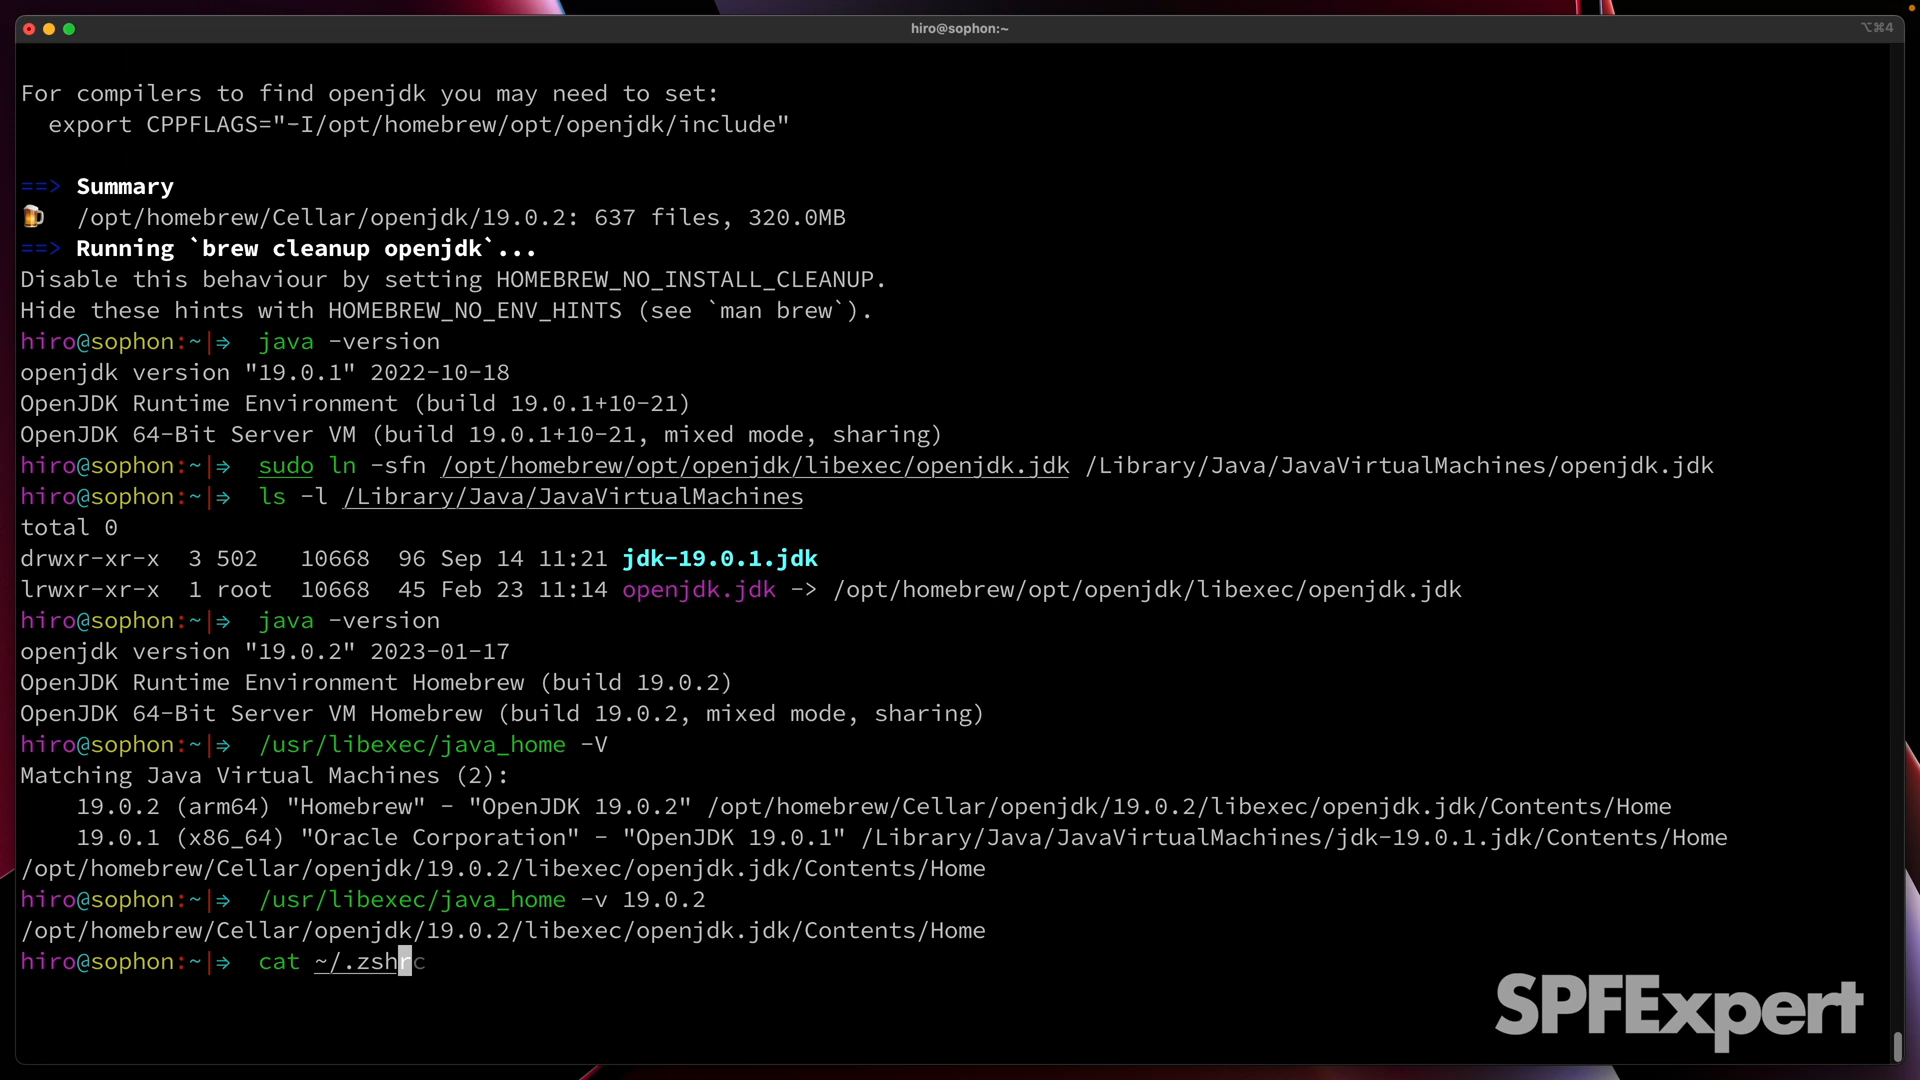 hiro@sophon:~
⌥⌘4
For compilers to find openjdk you may need to set:
  export CPPFLAGS="-I/opt/homebrew/opt/openjdk/include"
==> Summary
🍺  /opt/homebrew/Cellar/openjdk/19.0.2: 637 files, 320.0MB
==> Running `brew cleanup openjdk`...
Disable this behaviour by setting HOMEBREW_NO_INSTALL_CLEANUP.
Hide these hints with HOMEBREW_NO_ENV_HINTS (see `man brew`).
hiro@sophon:~|⇒  java -version
openjdk version "19.0.1" 2022-10-18
OpenJDK Runtime Environment (build 19.0.1+10-21)
OpenJDK 64-Bit Server VM (build 19.0.1+10-21, mixed mode, sharing)
hiro@sophon:~|⇒  sudo ln -sfn /opt/homebrew/opt/openjdk/libexec/openjdk.jdk /Library/Java/JavaVirtualMachines/openjdk.jdk
hiro@sophon:~|⇒  ls -l /Library/Java/JavaVirtualMachines
total 0
drwxr-xr-x  3 502   10668  96 Sep 14 11:21 jdk-19.0.1.jdk
lrwxr-xr-x  1 root  10668  45 Feb 23 11:14 openjdk.jdk -> /opt/homebrew/opt/openjdk/libexec/openjdk.jdk
hiro@sophon:~|⇒  java -version
openjdk version "19.0.2" 2023-01-17
OpenJDK Runtime Environment Homebrew (build 19.0.2)
OpenJDK 64-Bit Server VM Homebrew (build 19.0.2, mixed mode, sharing)
hiro@sophon:~|⇒  /usr/libexec/java_home -V
Matching Java Virtual Machines (2):
    19.0.2 (arm64) "Homebrew" - "OpenJDK 19.0.2" /opt/homebrew/Cellar/openjdk/19.0.2/libexec/openjdk.jdk/Contents/Home
    19.0.1 (x86_64) "Oracle Corporation" - "OpenJDK 19.0.1" /Library/Java/JavaVirtualMachines/jdk-19.0.1.jdk/Contents/Home
/opt/homebrew/Cellar/openjdk/19.0.2/libexec/openjdk.jdk/Contents/Home
hiro@sophon:~|⇒  /usr/libexec/java_home -v 19.0.2
/opt/homebrew/Cellar/openjdk/19.0.2/libexec/openjdk.jdk/Contents/Home
hiro@sophon:~|⇒  cat ~/.zshrc
SPFExpert